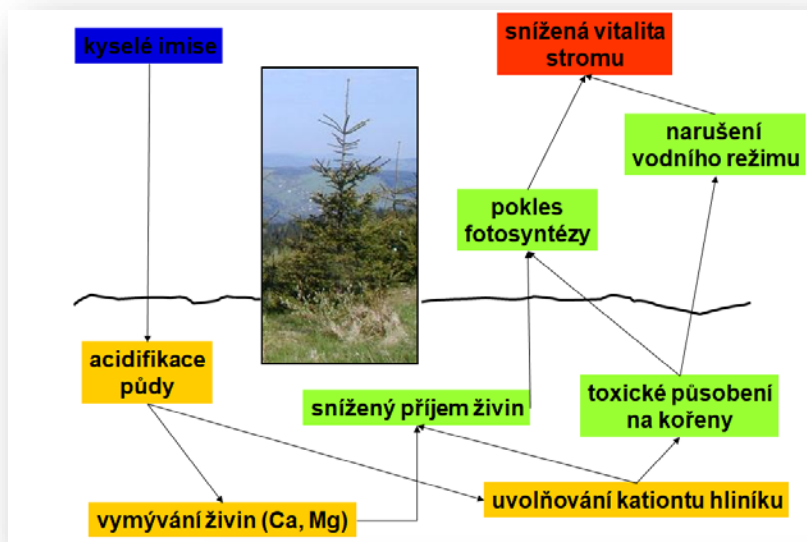 kyselé imise
snížená vitalita
stromu
narušení
vodního režimu
pokles
fotosyntézy
acidifikace
půdy
snížený příjem živin
toxické působení
na kořeny
vymývání živin (Ca, Mg)
uvolňování kationtu hliníku